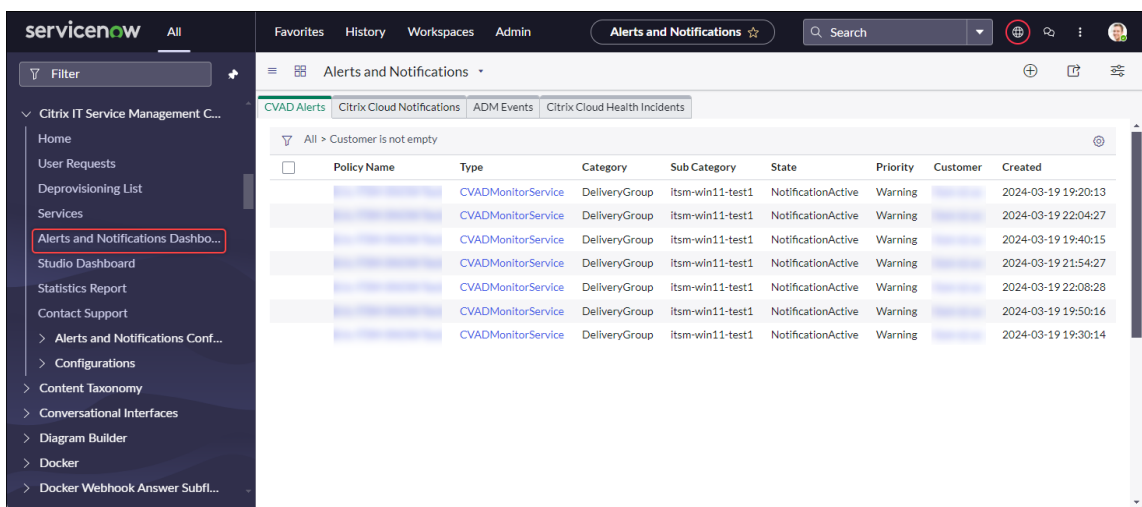 servicenow All Favorites History Workspaces Admin Alerts and Notifications Search
Filter
Alerts and Notifications
Citrix IT Service Management C...
Home
User Requests
Deprovisioning List
Services
Alerts and Notifications Dashbo...
Studio Dashboard
Statistics Report
Contact Support
> Alerts and Notifications Conf...
> Configurations
> Content Taxonomy
> Conversational Interfaces
> Diagram Builder
> Docker
> Docker Webhook Answer Subfl...
CVAD Alerts Citrix Cloud Notifications ADM Events Citrix Cloud Health Incidents
All > Customer is not empty
Policy Name Type Category Sub Category State Priority Customer Created
CVADMonitorService DeliveryGroup itsm-win11-test1 NotificationActive Warning 2024-03-19 19:20:13
CVADMonitorService DeliveryGroup itsm-win11-test1 NotificationActive Warning 2024-03-19 22:04:27
CVADMonitorService DeliveryGroup itsm-win11-test1 NotificationActive Warning 2024-03-19 19:40:15
CVADMonitorService DeliveryGroup itsm-win11-test1 NotificationActive Warning 2024-03-19 21:54:27
CVADMonitorService DeliveryGroup itsm-win11-test1 NotificationActive Warning 2024-03-19 22:08:28
CVADMonitorService DeliveryGroup itsm-win11-test1 NotificationActive Warning 2024-03-19 19:50:16
CVADMonitorService DeliveryGroup itsm-win11-test1 NotificationActive Warning 2024-03-19 19:30:14